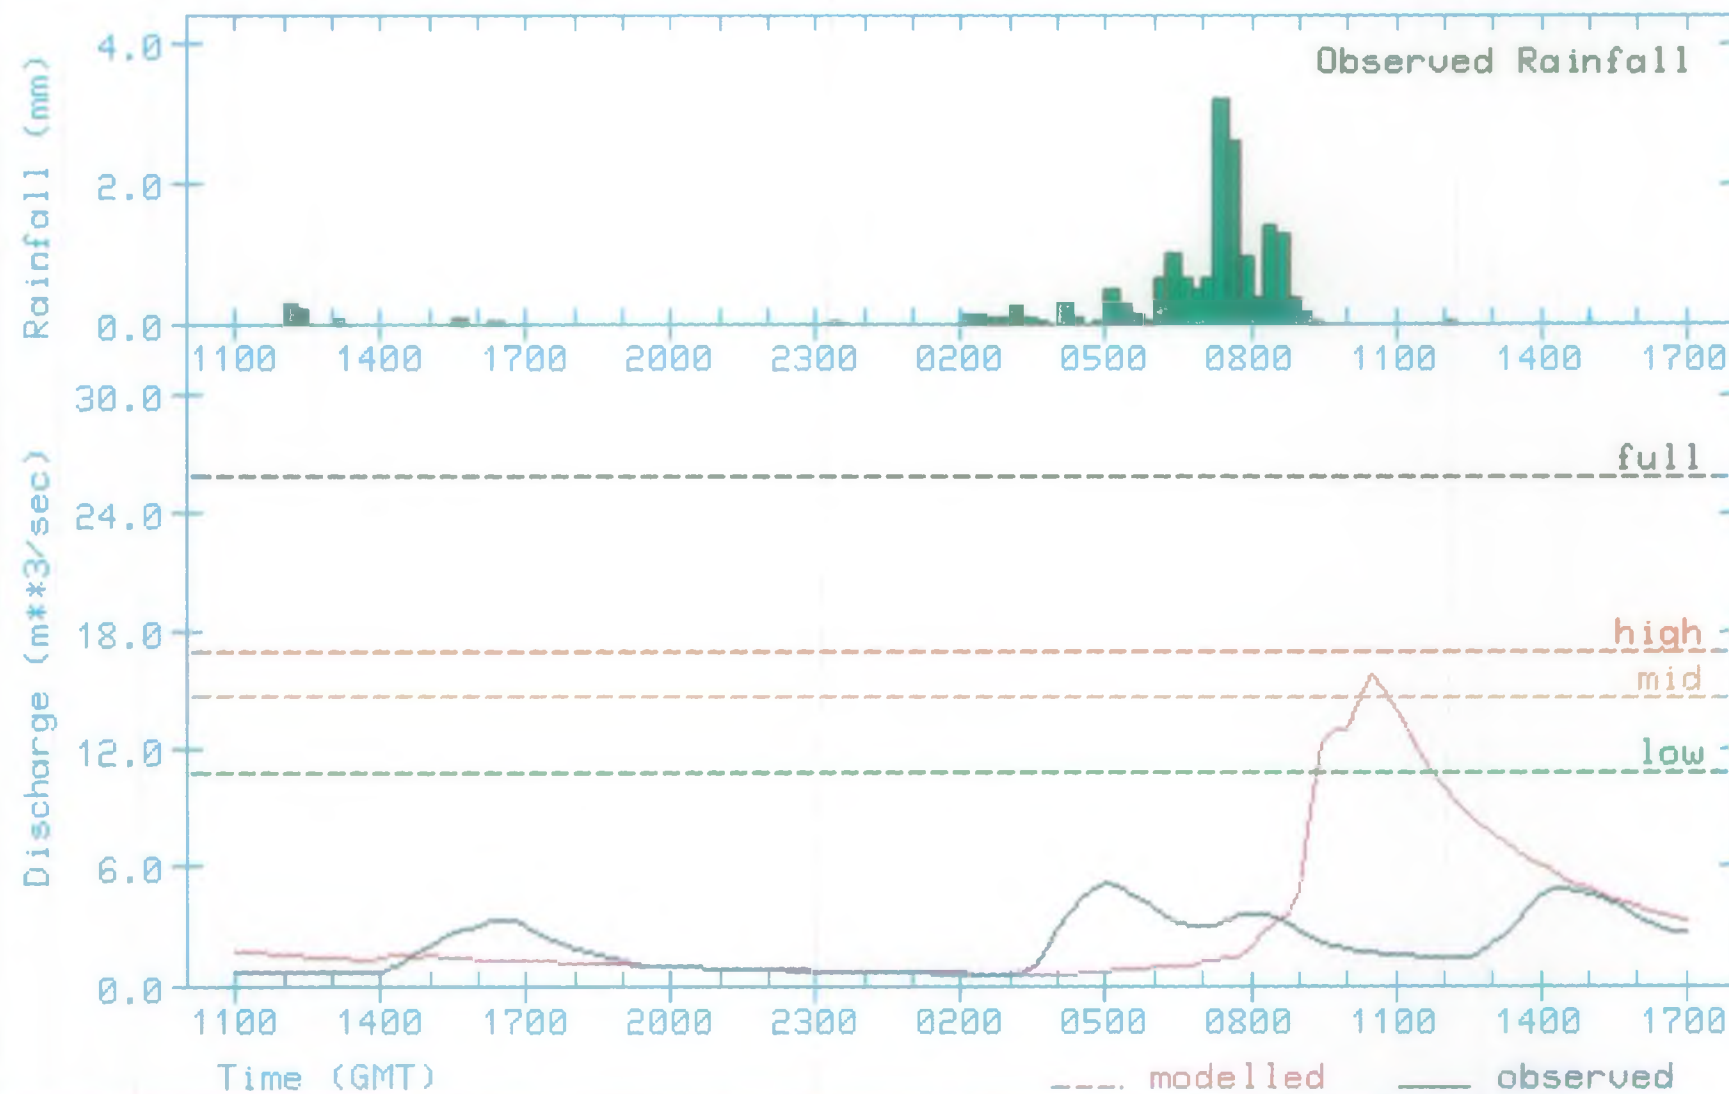 Observed Rainfall
Rainfall (mm)
4.0
2.0
0.0
1100 1400 1700 2000 2300 0200 0500 0800 1100 1400 1700
Discharge (m**3/sec)
30.0
24.0
18.0
12.0
6.0
0.0
full
high
mid
low
1100 1400 1700 2000 2300 0200 0500 0800 1100 1400 1700
Time (GMT)
modelled
observed